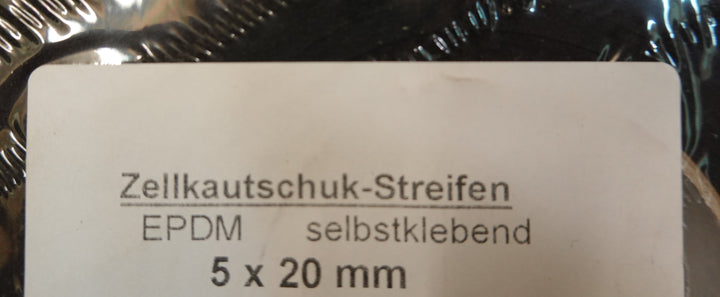 Zellkautschuk-Streifen
EPDM selbstklebend
5 x 20 mm